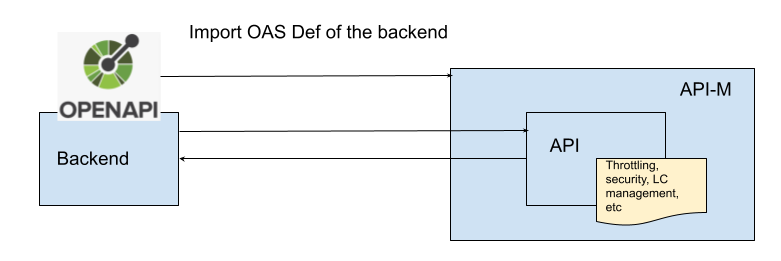 Import OAS Def of the backend
OPENAPI
API-M
Backend
API
Throttling,
security, LC
management,
etc